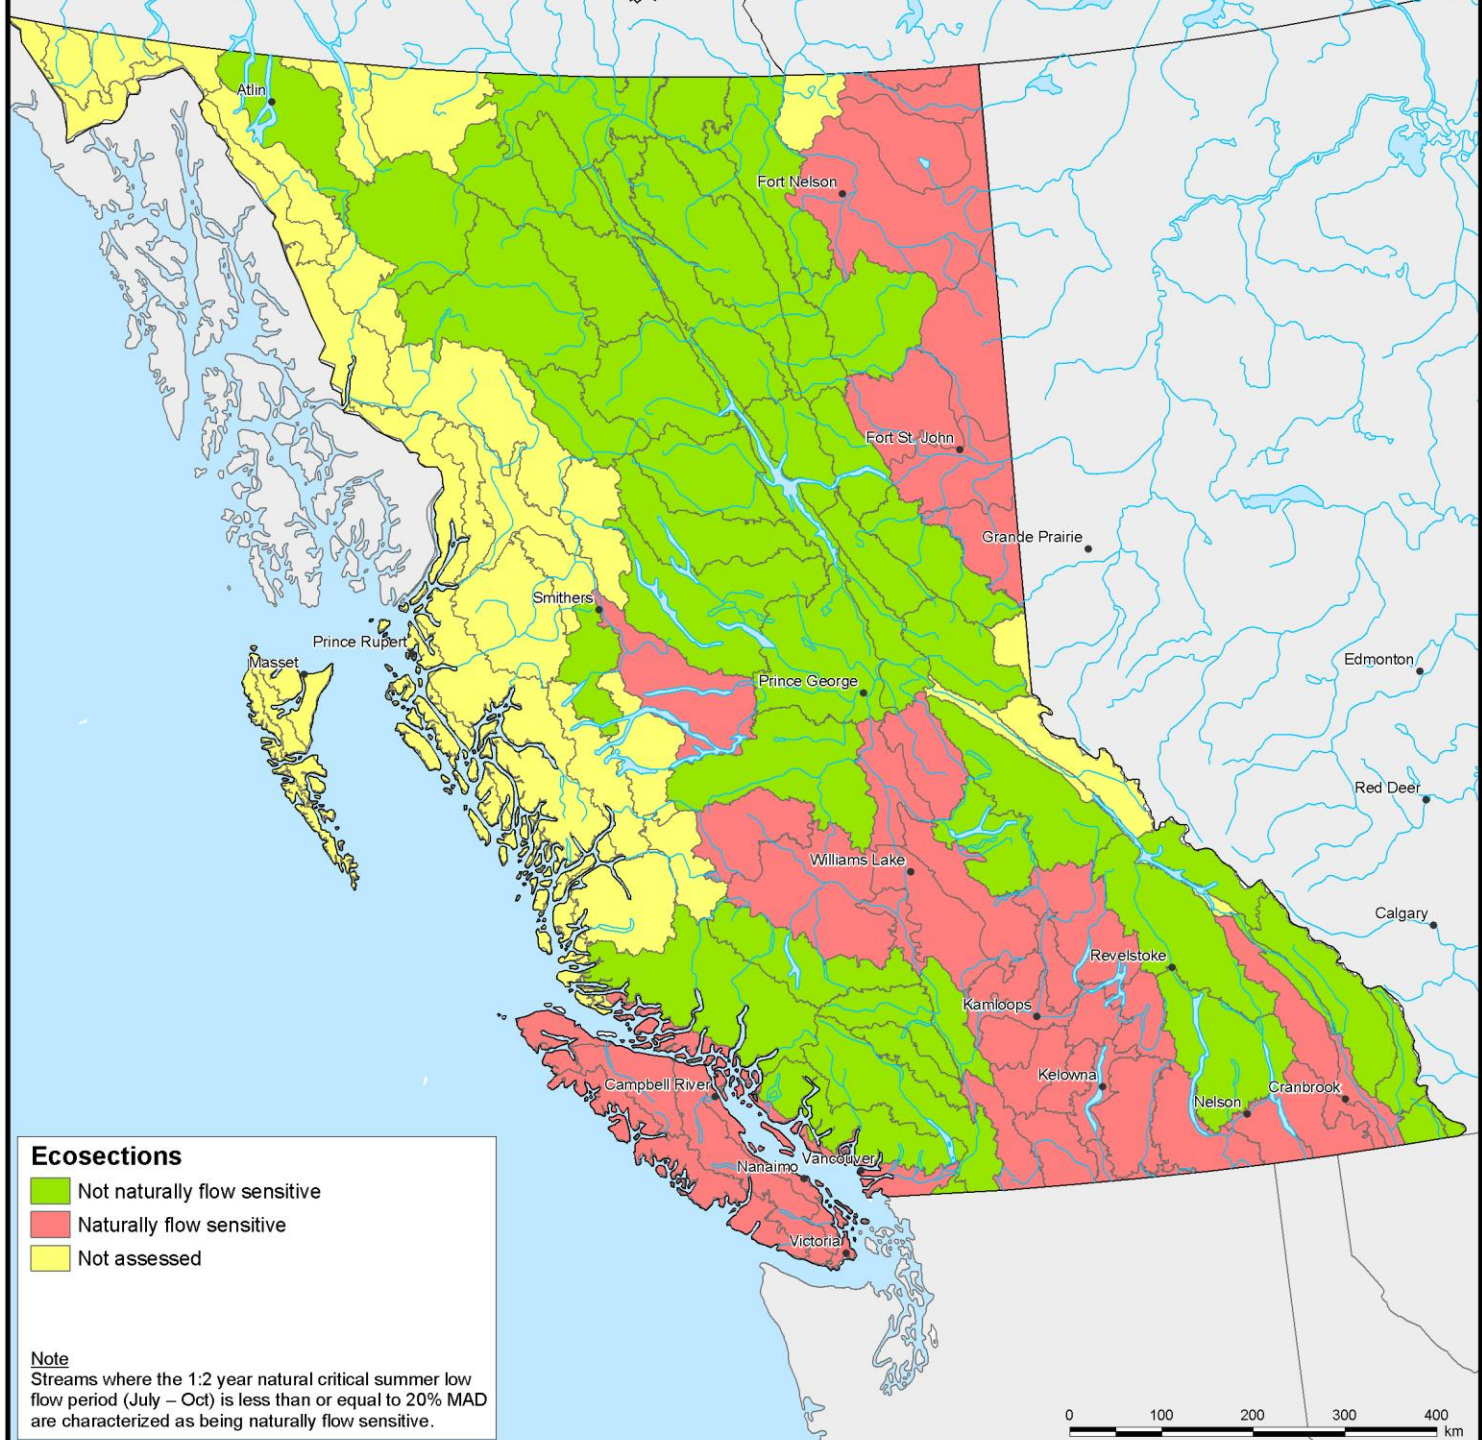 Atlin
Fort Nelson
Fort St. John
Grande Prairie
Smithers
Prince Rupert
Masset
Edmonton
Prince George
Red Deer
Williams Lake
Calgary
Revelstoke
Kamloops
Kelowna
Campbell River
Cranbrook
Nelson
Nanaimo
Vancouver
Victoria
Ecosections
Not naturally flow sensitive
Naturally flow sensitive
Not assessed
Note
Streams where the 1:2 year natural critical summer low
flow period (July – Oct) is less than or equal to 20% MAD
are characterized as being naturally flow sensitive.
0 100 200 300 400
km